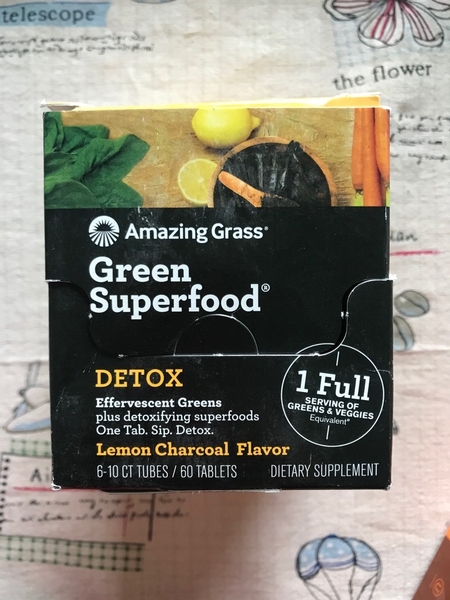 telescope
the flower
Amazing Grass®
Green
Superfood®
DETOX
Effervescent Greens
plus detoxifying superfoods
One Tab. Sip. Detox.
Lemon Charcoal Flavor
6-10 CT TUBES / 60 TABLETS
1 Full
SERVING OF
GREENS & VEGGIES
Equivalent*
DIETARY SUPPLEMENT